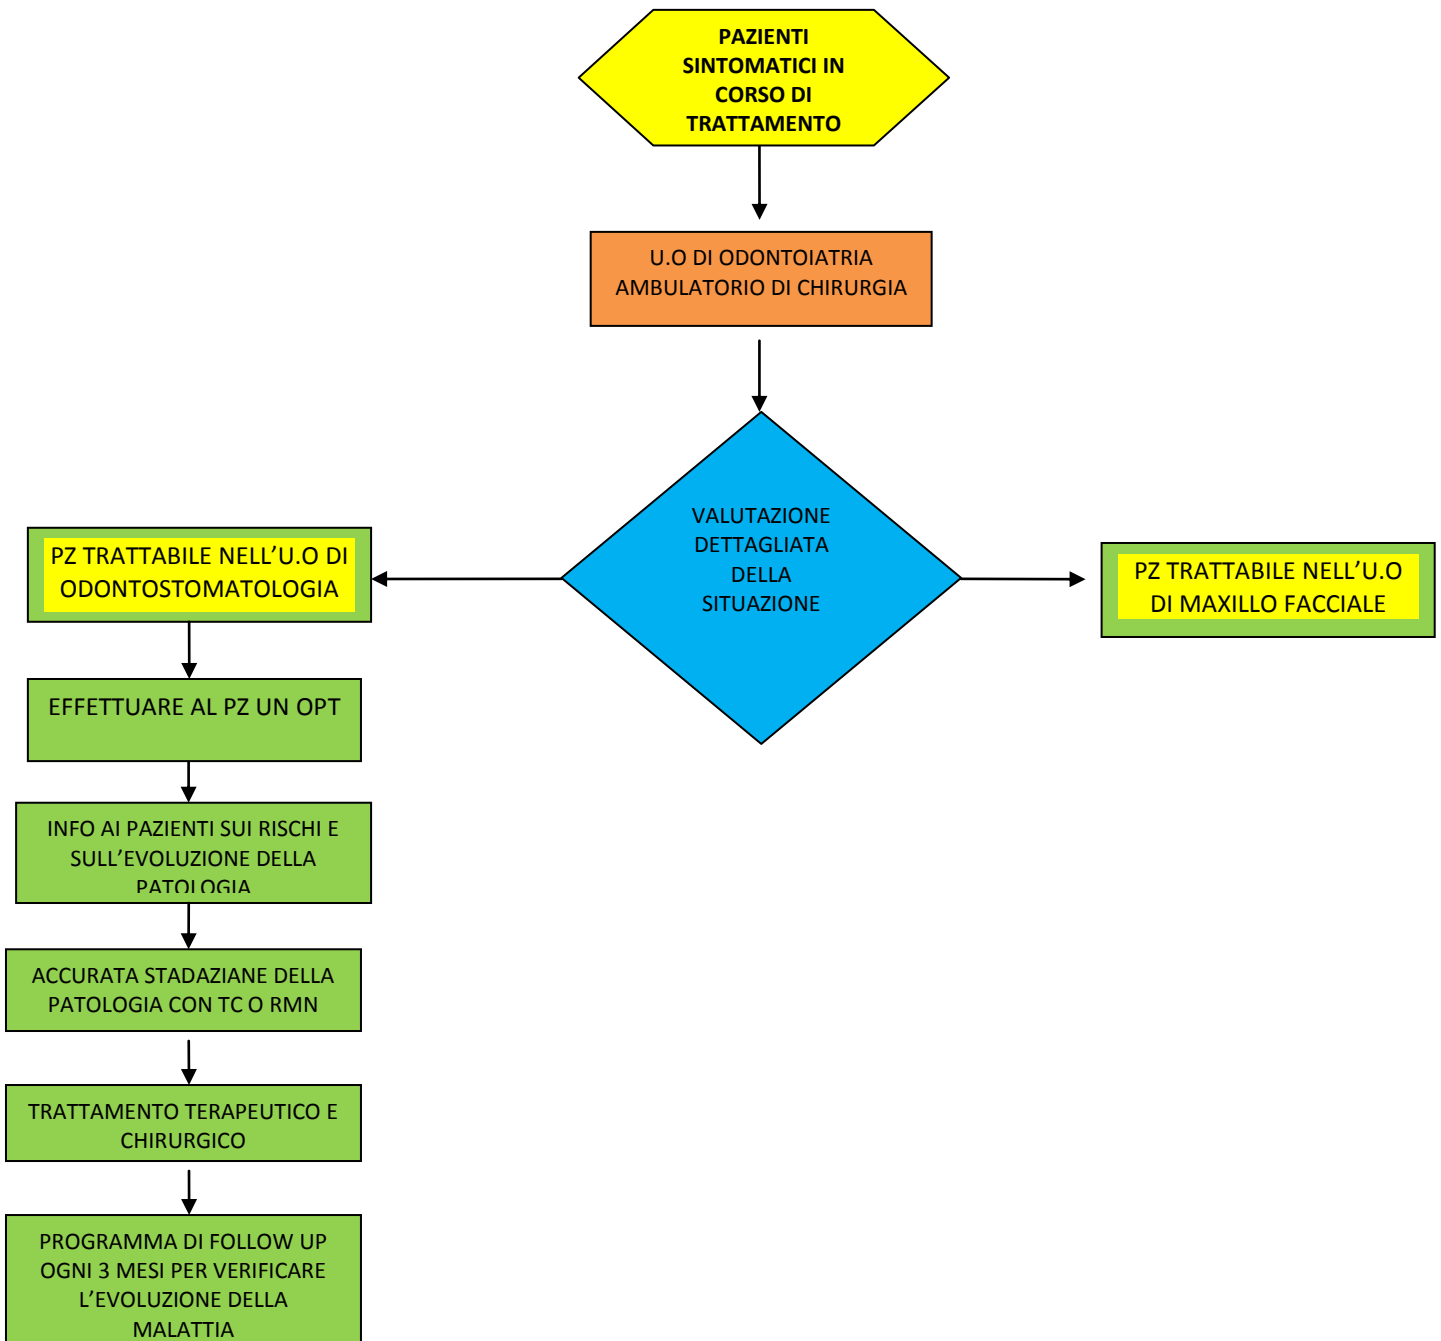 PAZIENTI
SINTOMATICI IN
CORSO DI
TRATTAMENTO
U.O DI ODONTOIATRIA
AMBULATORIO DI CHIRURGIA
VALUTAZIONE
DETTAGLIATA
DELLA
SITUAZIONE
PZ TRATTABILE NELL’U.O DI
ODONTOSTOMATOLOGIA
PZ TRATTABILE NELL’U.O
DI MAXILLO FACCIALE
EFFETTUARE AL PZ UN OPT
INFO AI PAZIENTI SUI RISCHI E
SULL’EVOLUZIONE DELLA
PATOLOGIA
ACCURATA STADAZIANE DELLA
PATOLOGIA CON TC O RMN
TRATTAMENTO TERAPEUTICO E
CHIRURGICO
PROGRAMMA DI FOLLOW UP
OGNI 3 MESI PER VERIFICARE
L’EVOLUZIONE DELLA
MALATTIA